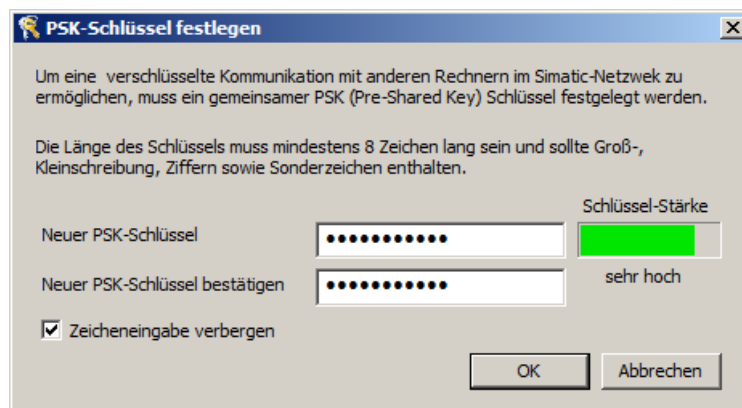 PSK-Schlüssel festlegen
Um eine verschlüsselte Kommunikation mit anderen Rechnern im Simatic-Netzwek zu
ermöglichen, muss ein gemeinsamer PSK (Pre-Shared Key) Schlüssel festgelegt werden.
Die Länge des Schlüssels muss mindestens 8 Zeichen lang sein und sollte Groß-,
Kleinschreibung, Ziffern sowie Sonderzeichen enthalten.
Schlüssel-Stärke
Neuer PSK-Schlüssel
●●●●●●●●●●●
Neuer PSK-Schlüssel bestätigen
●●●●●●●●●●●
sehr hoch
Zeicheneingabe verbergen
OK
Abbrechen